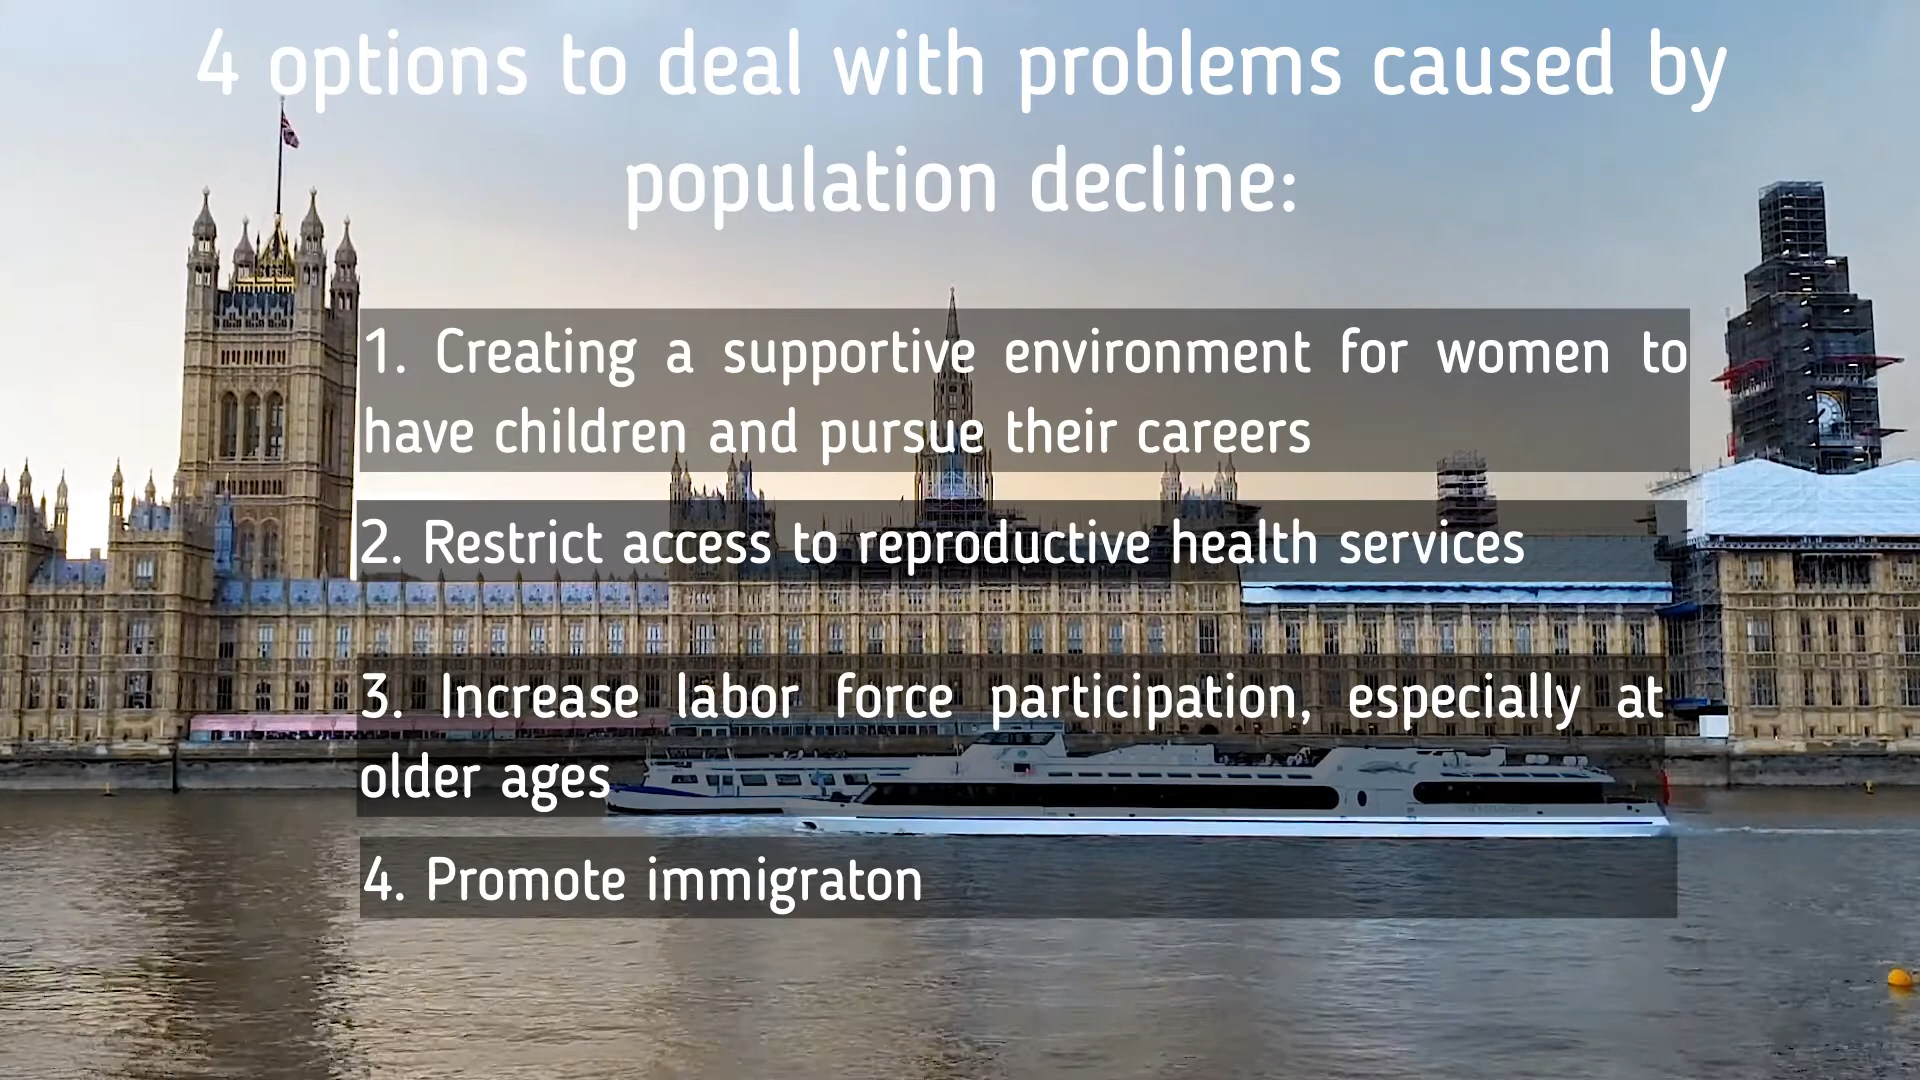 4 options to deal with problems caused by
population decline:
1. Creating a supportive environment for women to
have children and pursue their careers
2. Restrict access to reproductive health services
3. Increase labor force participation, especially at
older ages
4. Promote immigraton